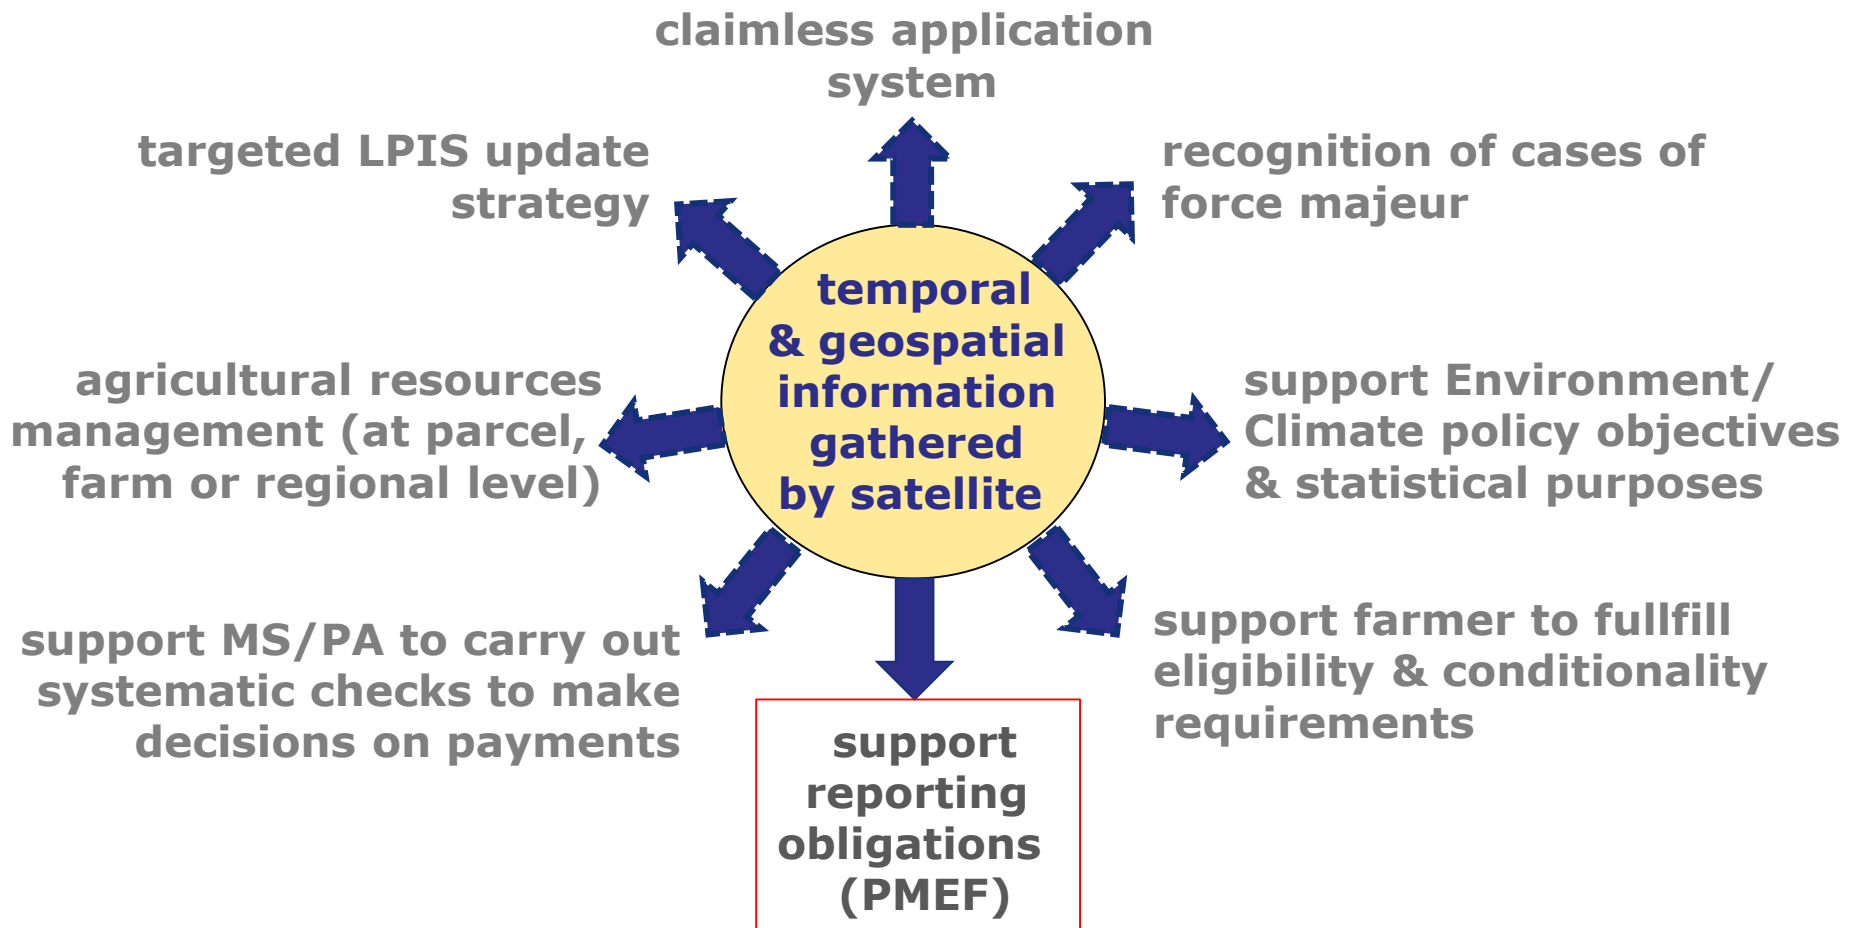 claimless application
system
targeted LPIS update
strategy
recognition of cases of
force majeur
temporal
& geospatial
information
gathered
by satellite
agricultural resources
management (at parcel,
farm or regional level)
support Environment/
Climate policy objectives
& statistical purposes
support MS/PA to carry out
systematic checks to make
decisions on payments
support farmer to fullfill
eligibility & conditionality
requirements
support
reporting
obligations
(PMEF)